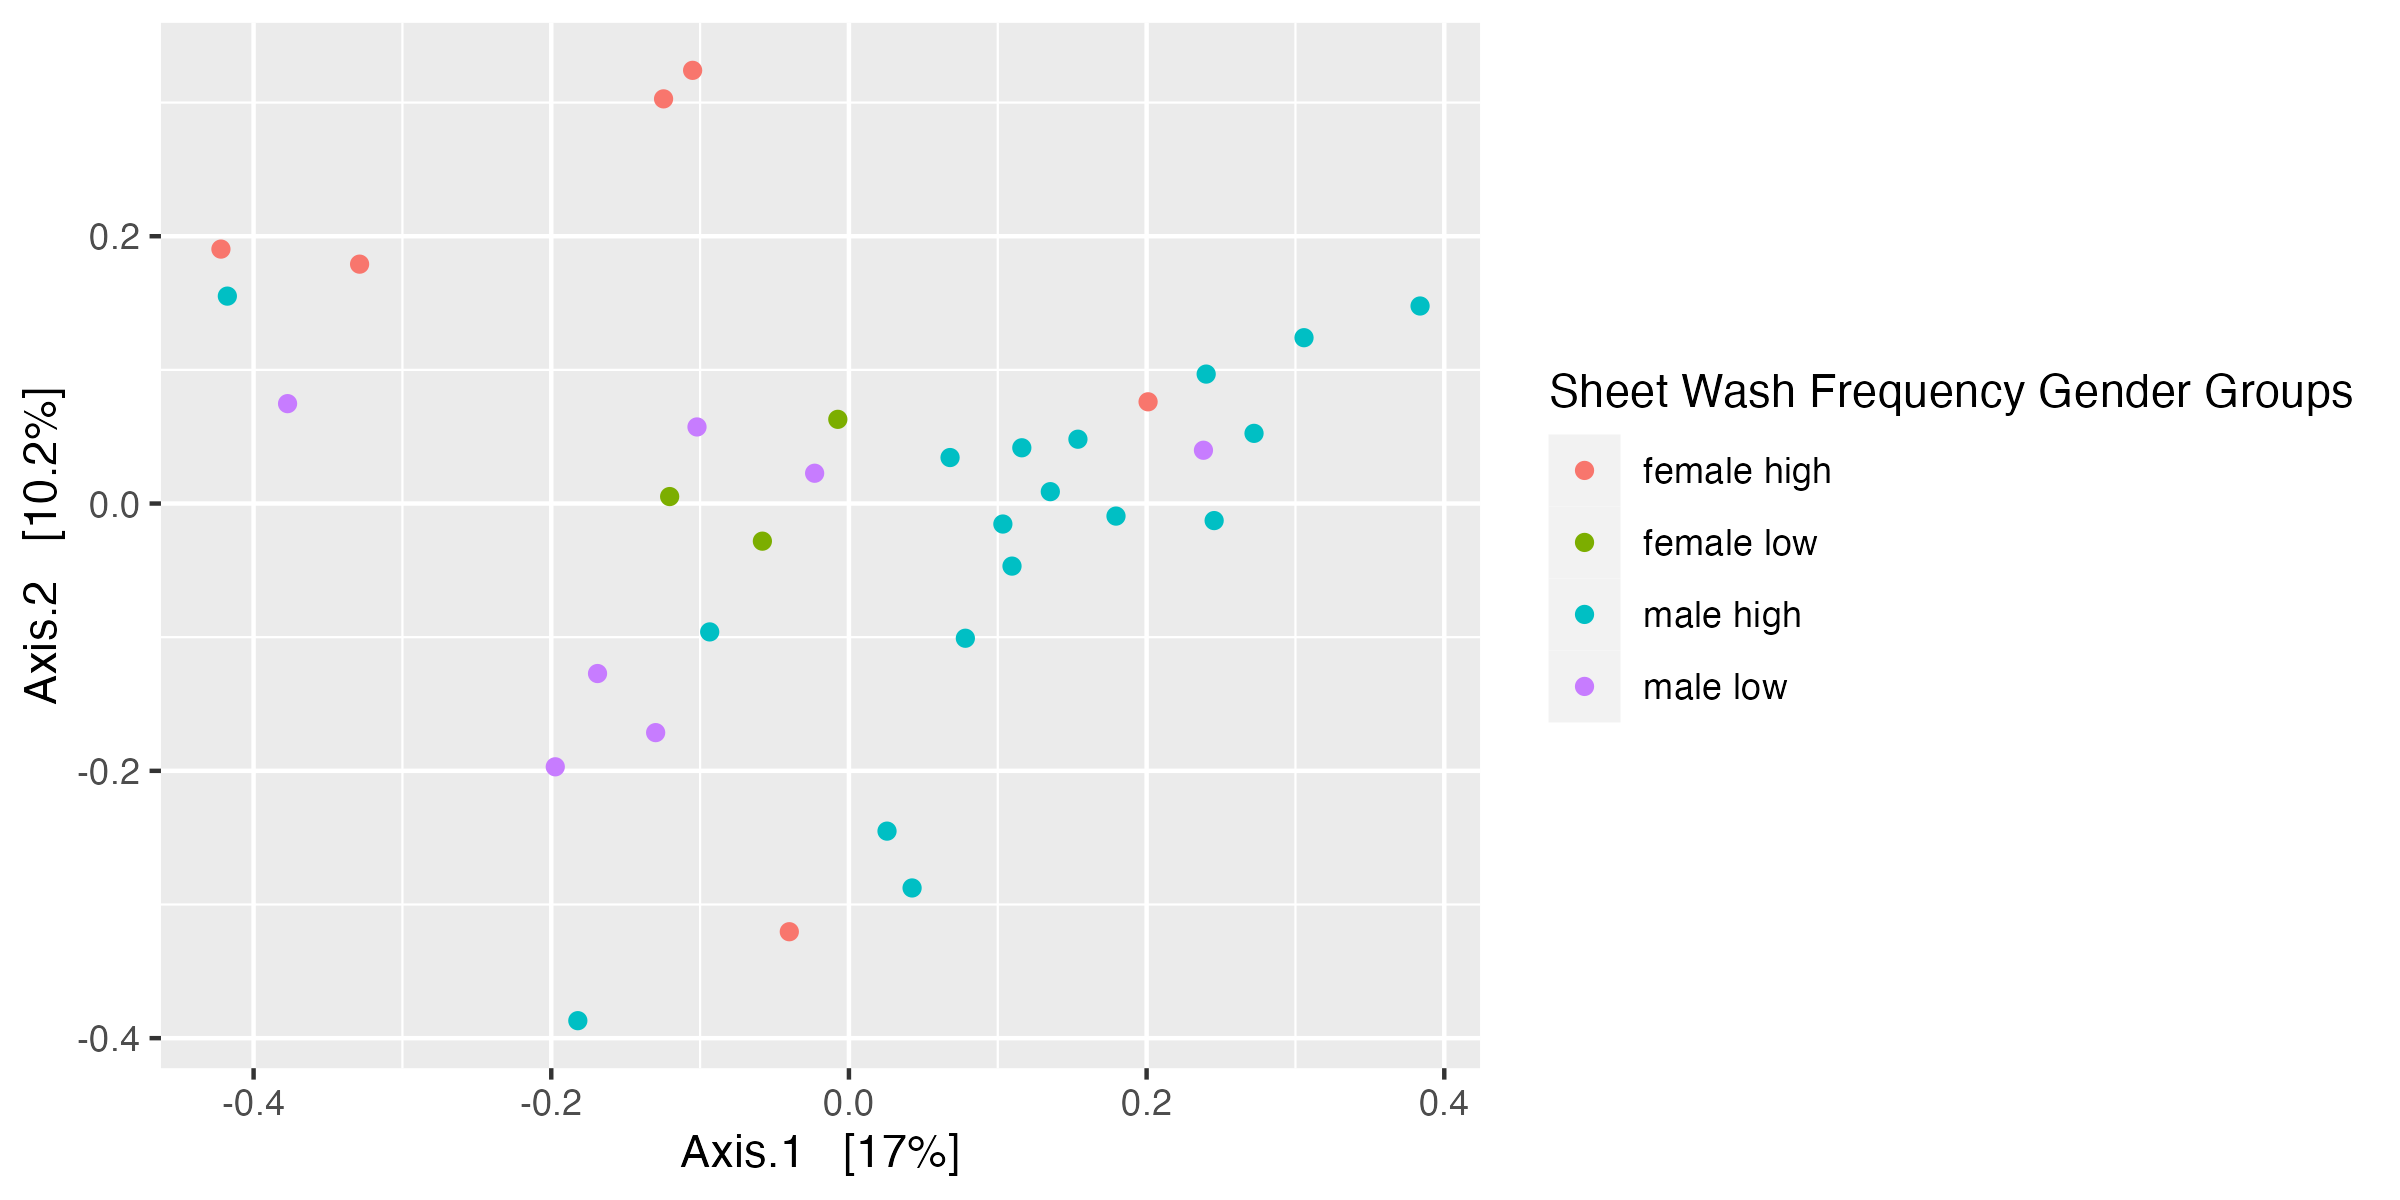 0.2
0.0
-0.2
-0.4
Axis.2 [10.2%]
-0.4 -0.2 0.0 0.2 0.4
Axis.1 [17%]
Sheet Wash Frequency Gender Groups
female high
female low
male high
male low